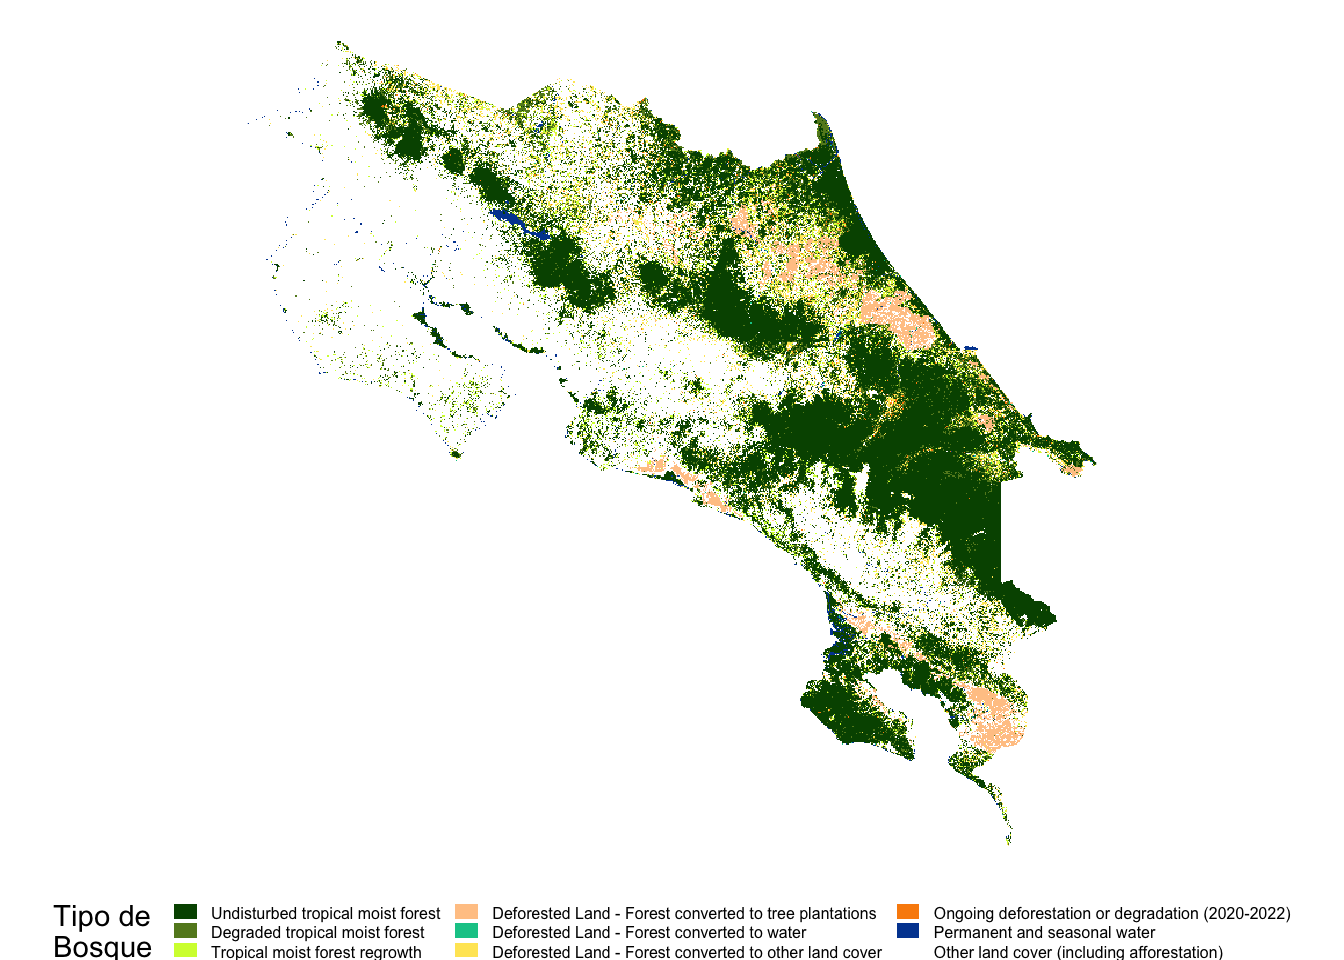 Tipo de
Bosque
Undisturbed tropical moist forest
Degraded tropical moist forest
Tropical moist forest regrowth
Deforested Land - Forest converted to tree plantations
Deforested Land - Forest converted to water
Deforested Land - Forest converted to other land cover
Ongoing deforestation or degradation (2020-2022)
Permanent and seasonal water
Other land cover (including afforestation)